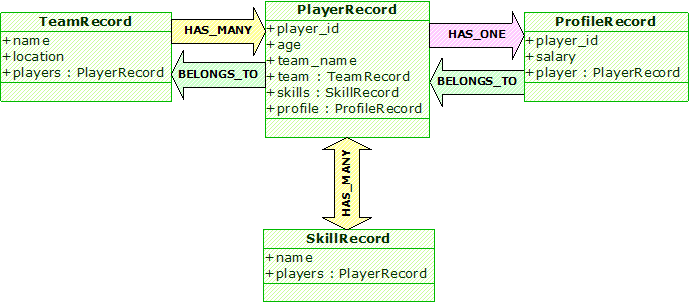 TeamRecord
+name
+location
+players : PlayerRecord
HAS_MANY
BELONGS_TO
PlayerRecord
+player_id
+age
+team_name
+team : TeamRecord
+skills : SkillRecord
+profile : ProfileRecord
HAS_ONE
BELONGS_TO
ProfileRecord
+player_id
+salary
+player : PlayerRecord
HAS_MANY
SkillRecord
+name
+players : PlayerRecord